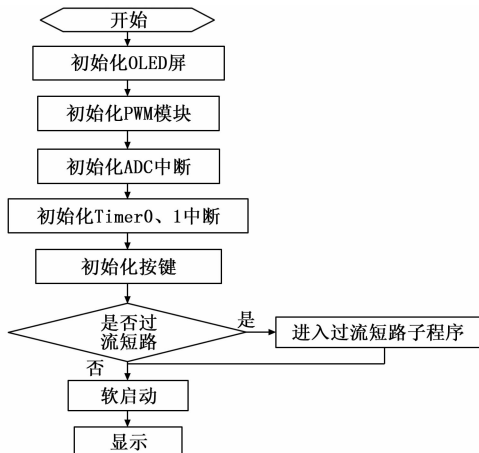 开始
初始化OLED屏
初始化PWM模块
初始化ADC中断
初始化Timer0、1中断
初始化按键
是否过
流短路
是
进入过流短路子程序
否
软启动
显示